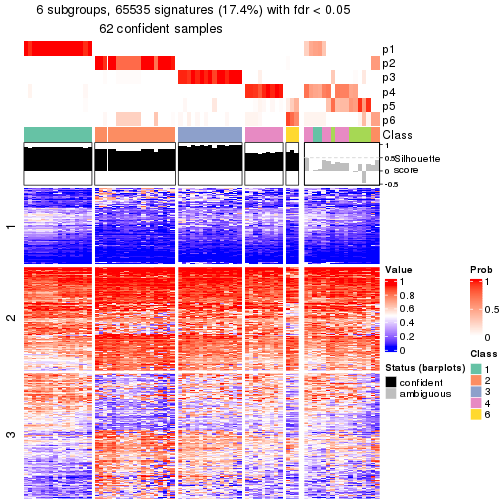 6 subgroups, 65535 signatures (17.4%) with fdr < 0.05
62 confident samples
p1
p2
p3
p4
p5
p6
Class
1
0.5
0
-0.5
Silhouette
score
1
2
3
Value
1
0.8
0.6
0.4
0.2
0
Status (barplots)
confident
ambiguous
Prob
1
0.5
0
Class
1
2
3
4
6